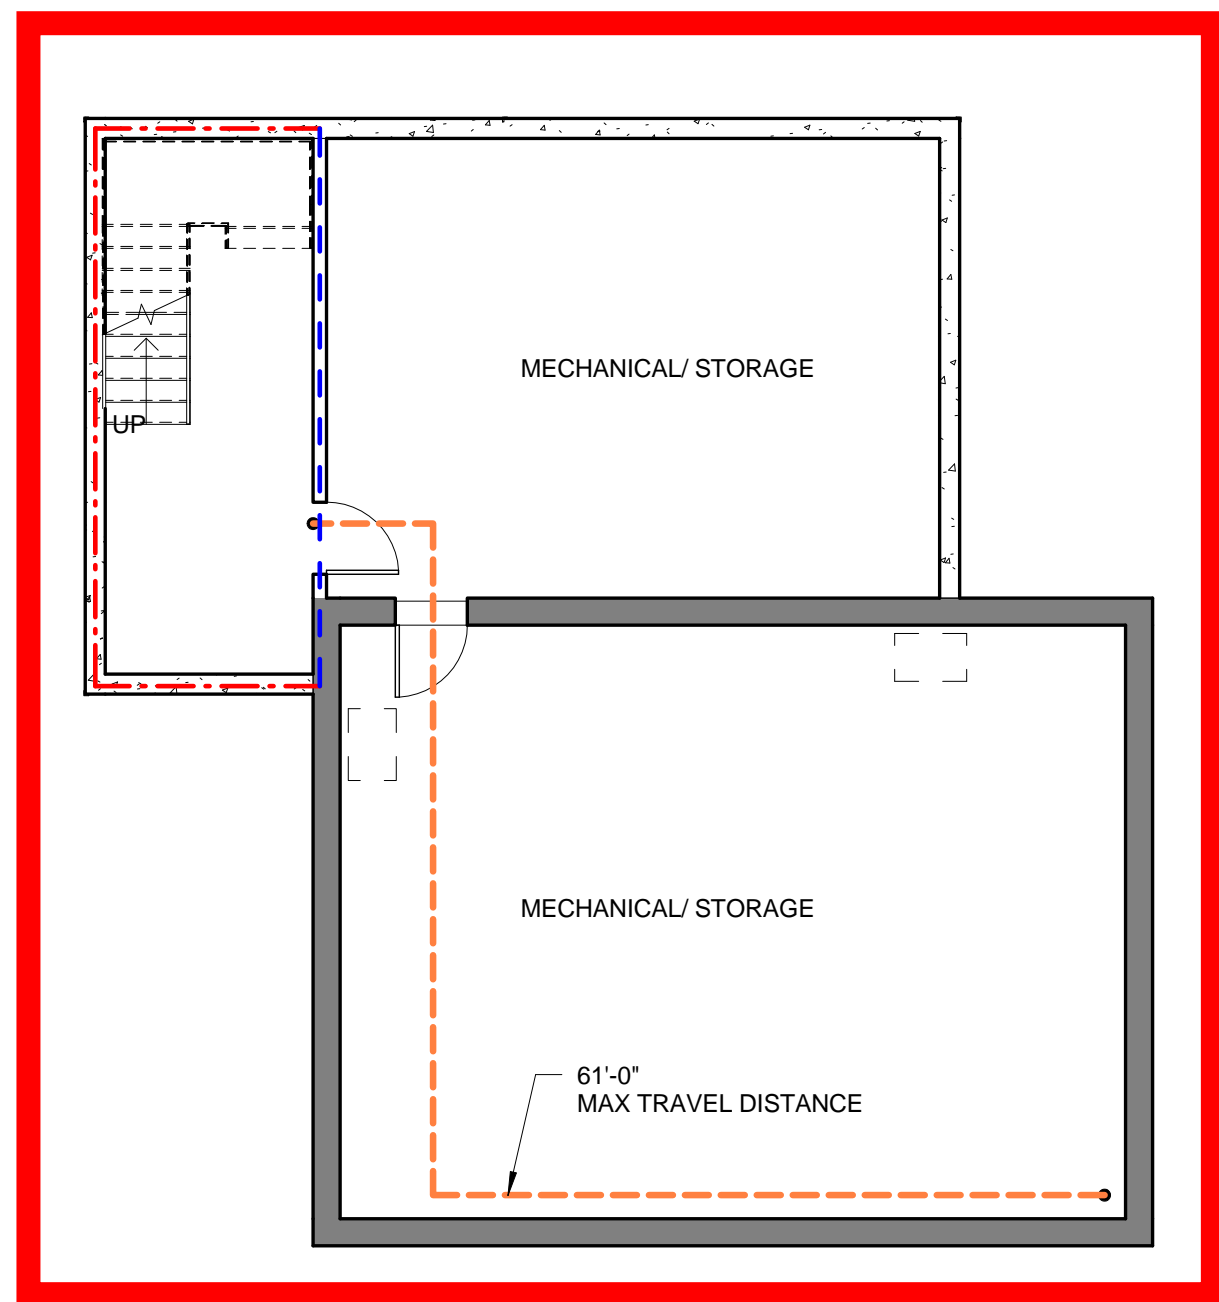 MECHANICAL/ STORAGE
UP
MECHANICAL/ STORAGE
61'-0"
MAX TRAVEL DISTANCE